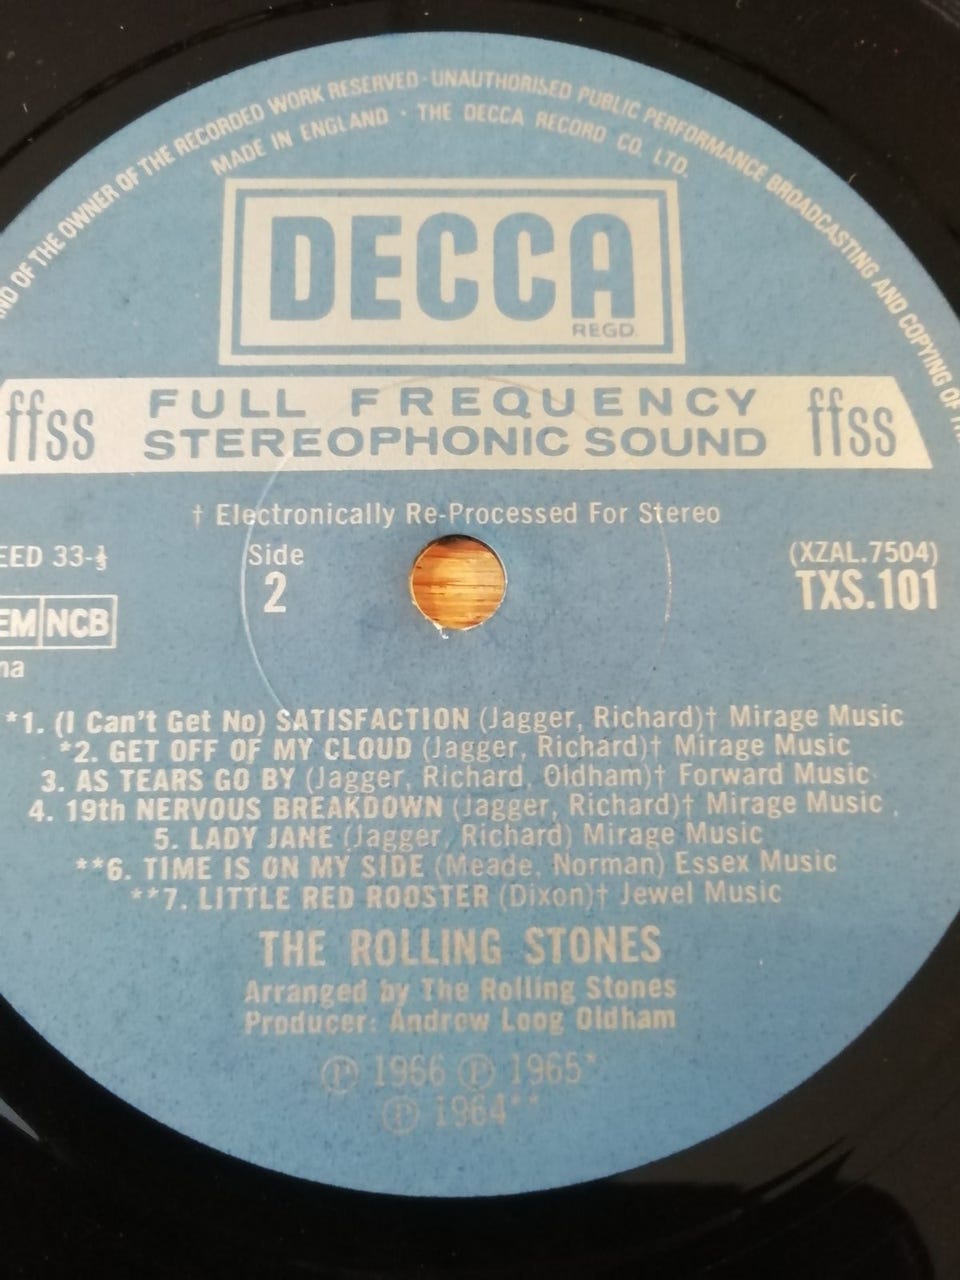 OF THE OWNER OF THE RECORDED WORK RESERVED · UNAUTHORISED PUBLIC PERFORMANCE BROADCASTING AND COPYING OF
MADE IN ENGLAND · THE DECCA RECORD CO. LTD.
DECCA
REGD.
ffss FULL FREQUENCY STEREOPHONIC SOUND ffss
† Electronically Re-Processed For Stereo
EED 33-⅓
Side
2
(XZAL.7504)
TXS.101
EM NCB
na
*1. (I Can't Get No) SATISFACTION (Jagger, Richard)† Mirage Music
*2. GET OFF OF MY CLOUD (Jagger, Richard)† Mirage Music
3. AS TEARS GO BY (Jagger, Richard, Oldham)† Forward Music
4. 19th NERVOUS BREAKDOWN (Jagger, Richard)† Mirage Music
5. LADY JANE (Jagger, Richard) Mirage Music
**6. TIME IS ON MY SIDE (Meade, Norman) Essex Music
**7. LITTLE RED ROOSTER (Dixon)† Jewel Music
THE ROLLING STONES
Arranged by The Rolling Stones
Producer: Andrew Loog Oldham
℗ 1966 ℗ 1965*
℗ 1964**